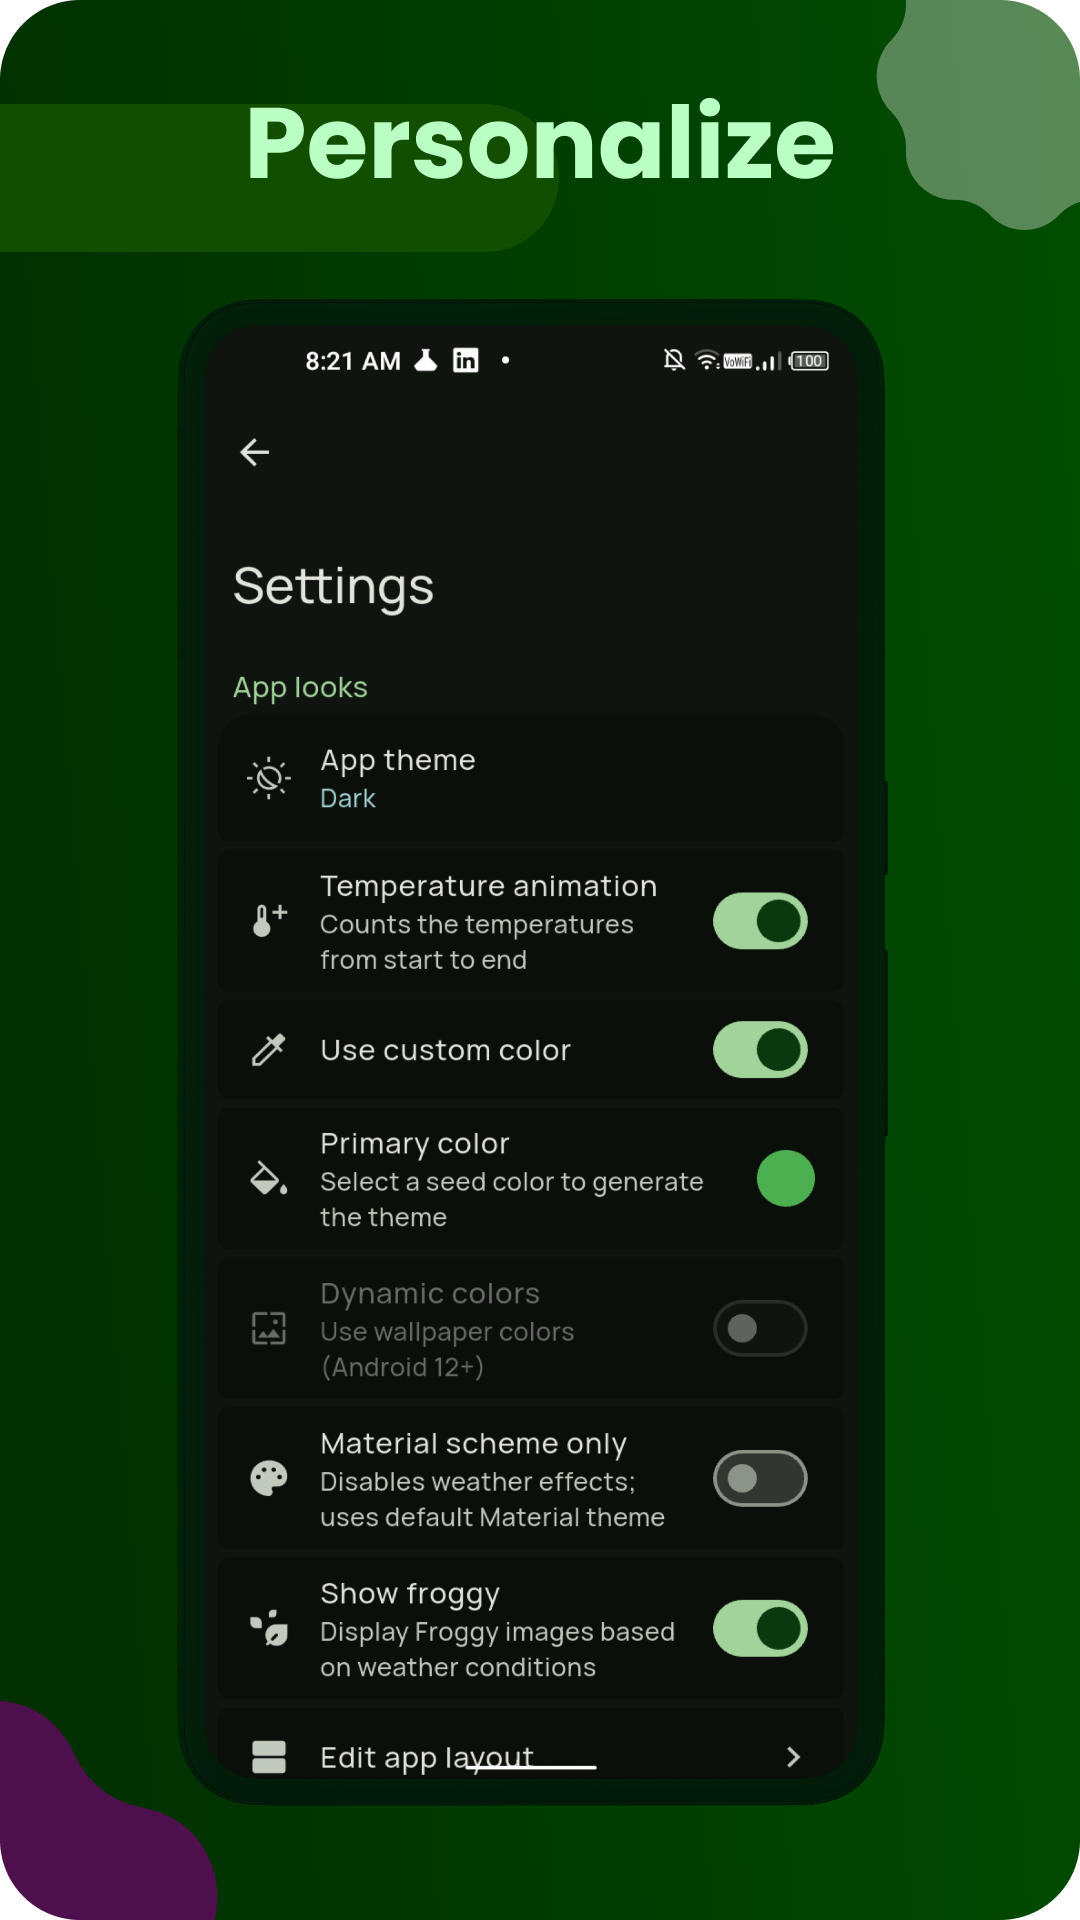 Personalize
8:21 AM
in
VoWiFi
100
Settings
App looks
App theme
Dark
Temperature animation
Counts the temperatures
from start to end
Use custom color
Primary color
Select a seed color to generate
the theme
Dynamic colors
Use wallpaper colors
(Android 12+)
Material scheme only
Disables weather effects;
uses default Material theme
Show froggy
Display Froggy images based
on weather conditions
Edit app layout